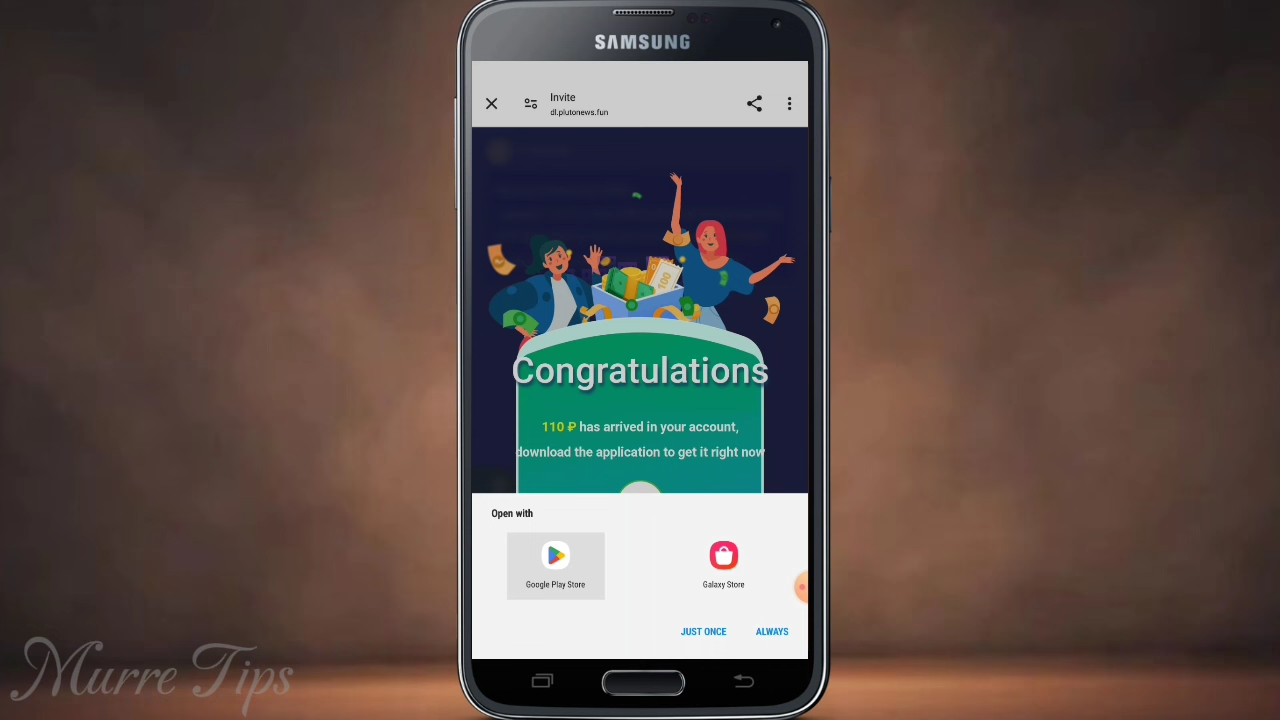 SAMSUNG
Invite
dl.plutonews.fun
100
Congratulations
110 ₽ has arrived in your account,
download the application to get it right now
Open with
Google Play Store
Galaxy Store
JUST ONCE
ALWAYS
Murre Tips